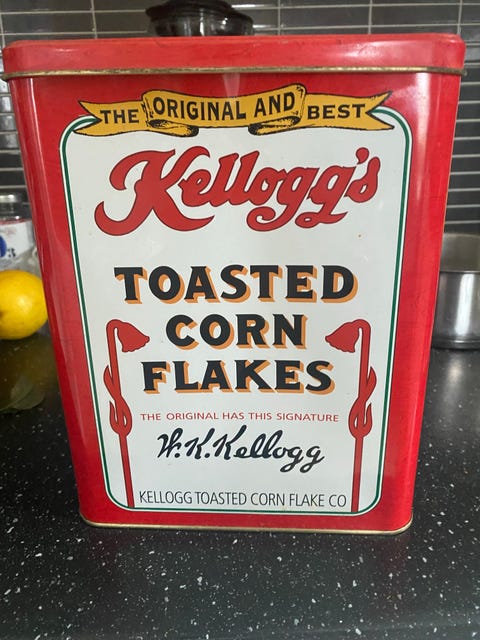 THE ORIGINAL AND BEST
Kellogg's
TOASTED
CORN
FLAKES
THE ORIGINAL HAS THIS SIGNATURE
W.K.Kellogg
KELLOGG TOASTED CORN FLAKE CO